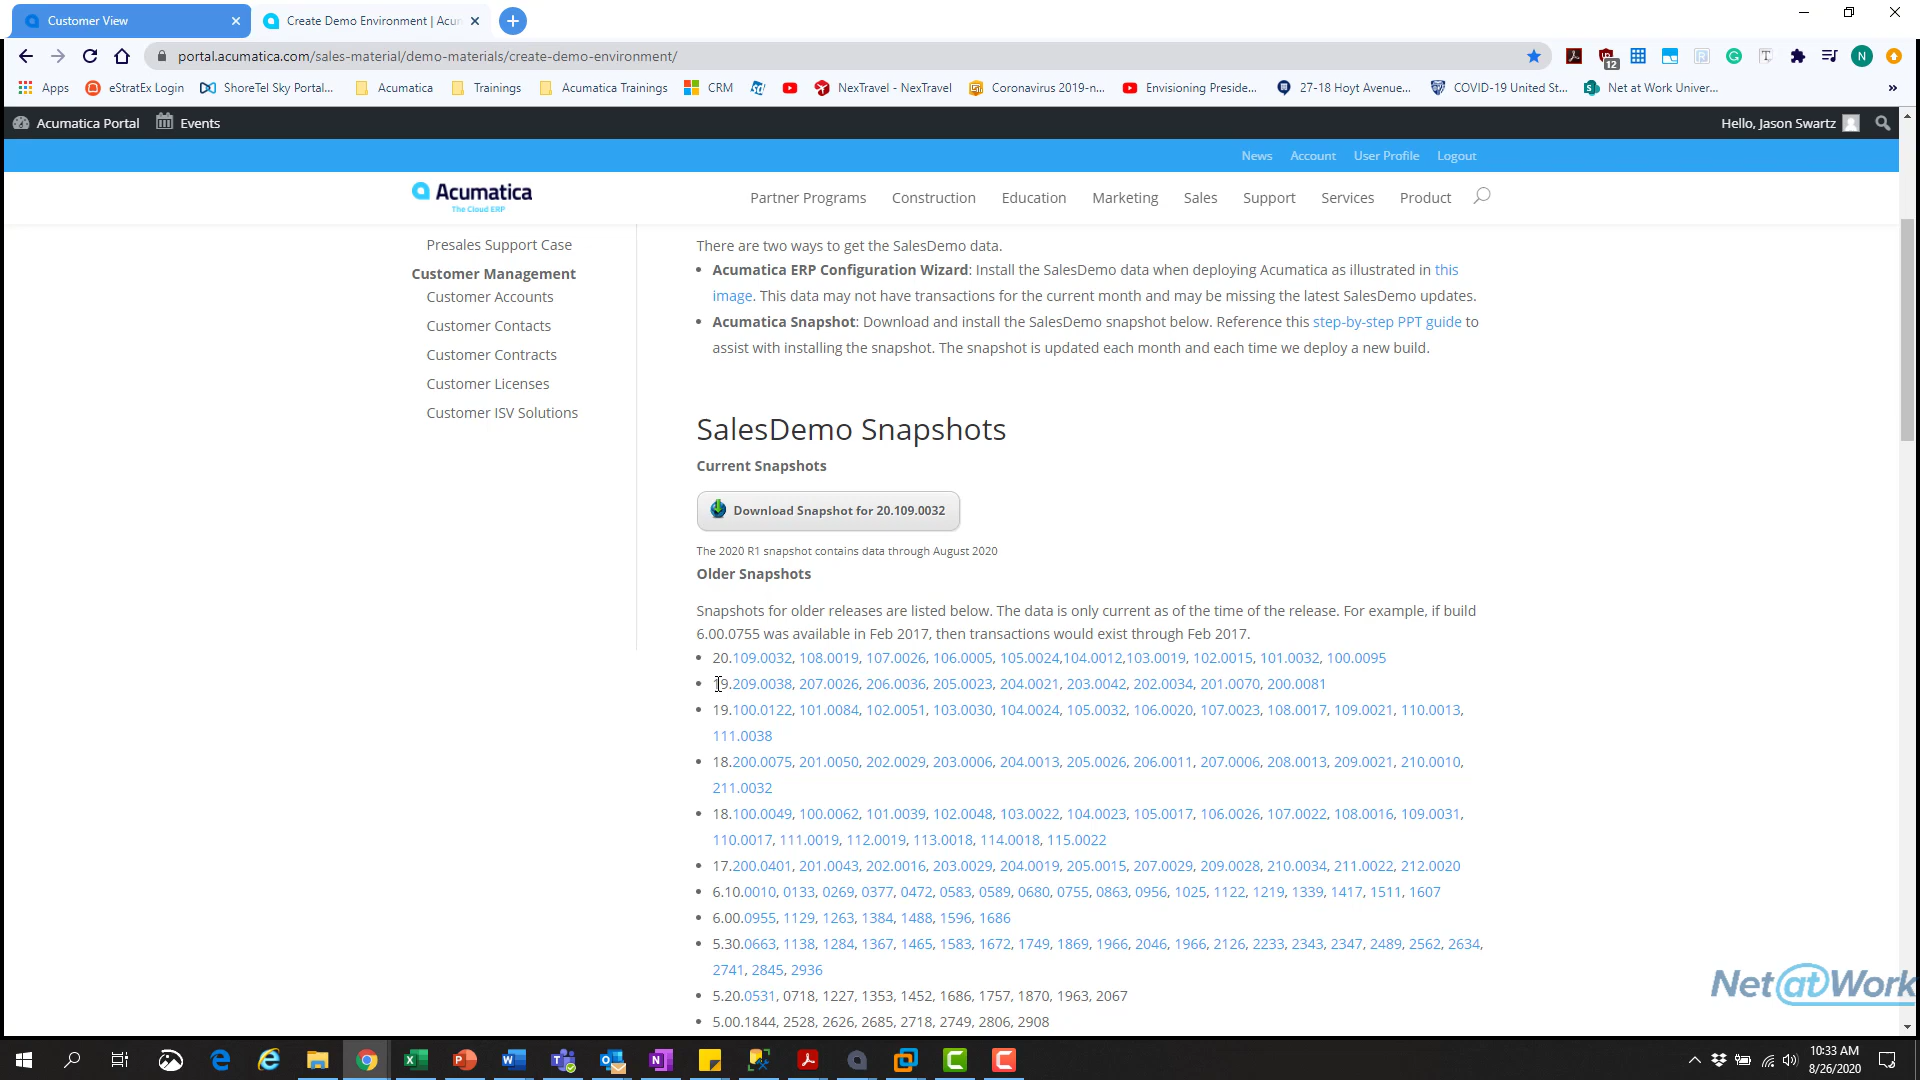 Customer View
Create Demo Environment | Acum
portal.acumatica.com/sales-material/demo-materials/create-demo-environment/
12
N
Apps
eStratEx Login
ShoreTel Sky Portal...
Acumatica
Trainings
Acumatica Trainings
CRM
NexTravel - NexTravel
Coronavirus 2019-n...
Envisioning Preside...
27-18 Hoyt Avenue...
COVID-19 United St...
Net at Work Univer...
»
Acumatica Portal
Events
Hello, Jason Swartz
News Account User Profile Logout
Acumatica
The Cloud ERP
Partner Programs Construction Education Marketing Sales Support Services Product
Presales Support Case
Customer Management
Customer Accounts
Customer Contacts
Customer Contracts
Customer Licenses
Customer ISV Solutions
There are two ways to get the SalesDemo data.
• Acumatica ERP Configuration Wizard: Install the SalesDemo data when deploying Acumatica as illustrated in this
image. This data may not have transactions for the current month and may be missing the latest SalesDemo updates.
• Acumatica Snapshot: Download and install the SalesDemo snapshot below. Reference this step-by-step PPT guide to
assist with installing the snapshot. The snapshot is updated each month and each time we deploy a new build.
SalesDemo Snapshots
Current Snapshots
Download Snapshot for 20.109.0032
The 2020 R1 snapshot contains data through August 2020
Older Snapshots
Snapshots for older releases are listed below. The data is only current as of the time of the release. For example, if build
6.00.0755 was available in Feb 2017, then transactions would exist through Feb 2017.
• 20.109.0032, 108.0019, 107.0026, 106.0005, 105.0024,104.0012,103.0019, 102.0015, 101.0032, 100.0095
• 19.209.0038, 207.0026, 206.0036, 205.0023, 204.0021, 203.0042, 202.0034, 201.0070, 200.0081
• 19.100.0122, 101.0084, 102.0051, 103.0030, 104.0024, 105.0032, 106.0020, 107.0023, 108.0017, 109.0021, 110.0013,
111.0038
• 18.200.0075, 201.0050, 202.0029, 203.0006, 204.0013, 205.0026, 206.0011, 207.0006, 208.0013, 209.0021, 210.0010,
211.0032
• 18.100.0049, 100.0062, 101.0039, 102.0048, 103.0022, 104.0023, 105.0017, 106.0026, 107.0022, 108.0016, 109.0031,
110.0017, 111.0019, 112.0019, 113.0018, 114.0018, 115.0022
• 17.200.0401, 201.0043, 202.0016, 203.0029, 204.0019, 205.0015, 207.0029, 209.0028, 210.0034, 211.0022, 212.0020
• 6.10.0010, 0133, 0269, 0377, 0472, 0583, 0589, 0680, 0755, 0863, 0956, 1025, 1122, 1219, 1339, 1417, 1511, 1607
• 6.00.0955, 1129, 1263, 1384, 1488, 1596, 1686
• 5.30.0663, 1138, 1284, 1367, 1465, 1583, 1672, 1749, 1869, 1966, 2046, 1966, 2126, 2233, 2343, 2347, 2489, 2562, 2634,
2741, 2845, 2936
• 5.20.0531, 0718, 1227, 1353, 1452, 1686, 1757, 1870, 1963, 2067
• 5.00.1844, 2528, 2626, 2685, 2718, 2749, 2806, 2908
NetatWork
10:33 AM
8/26/2020